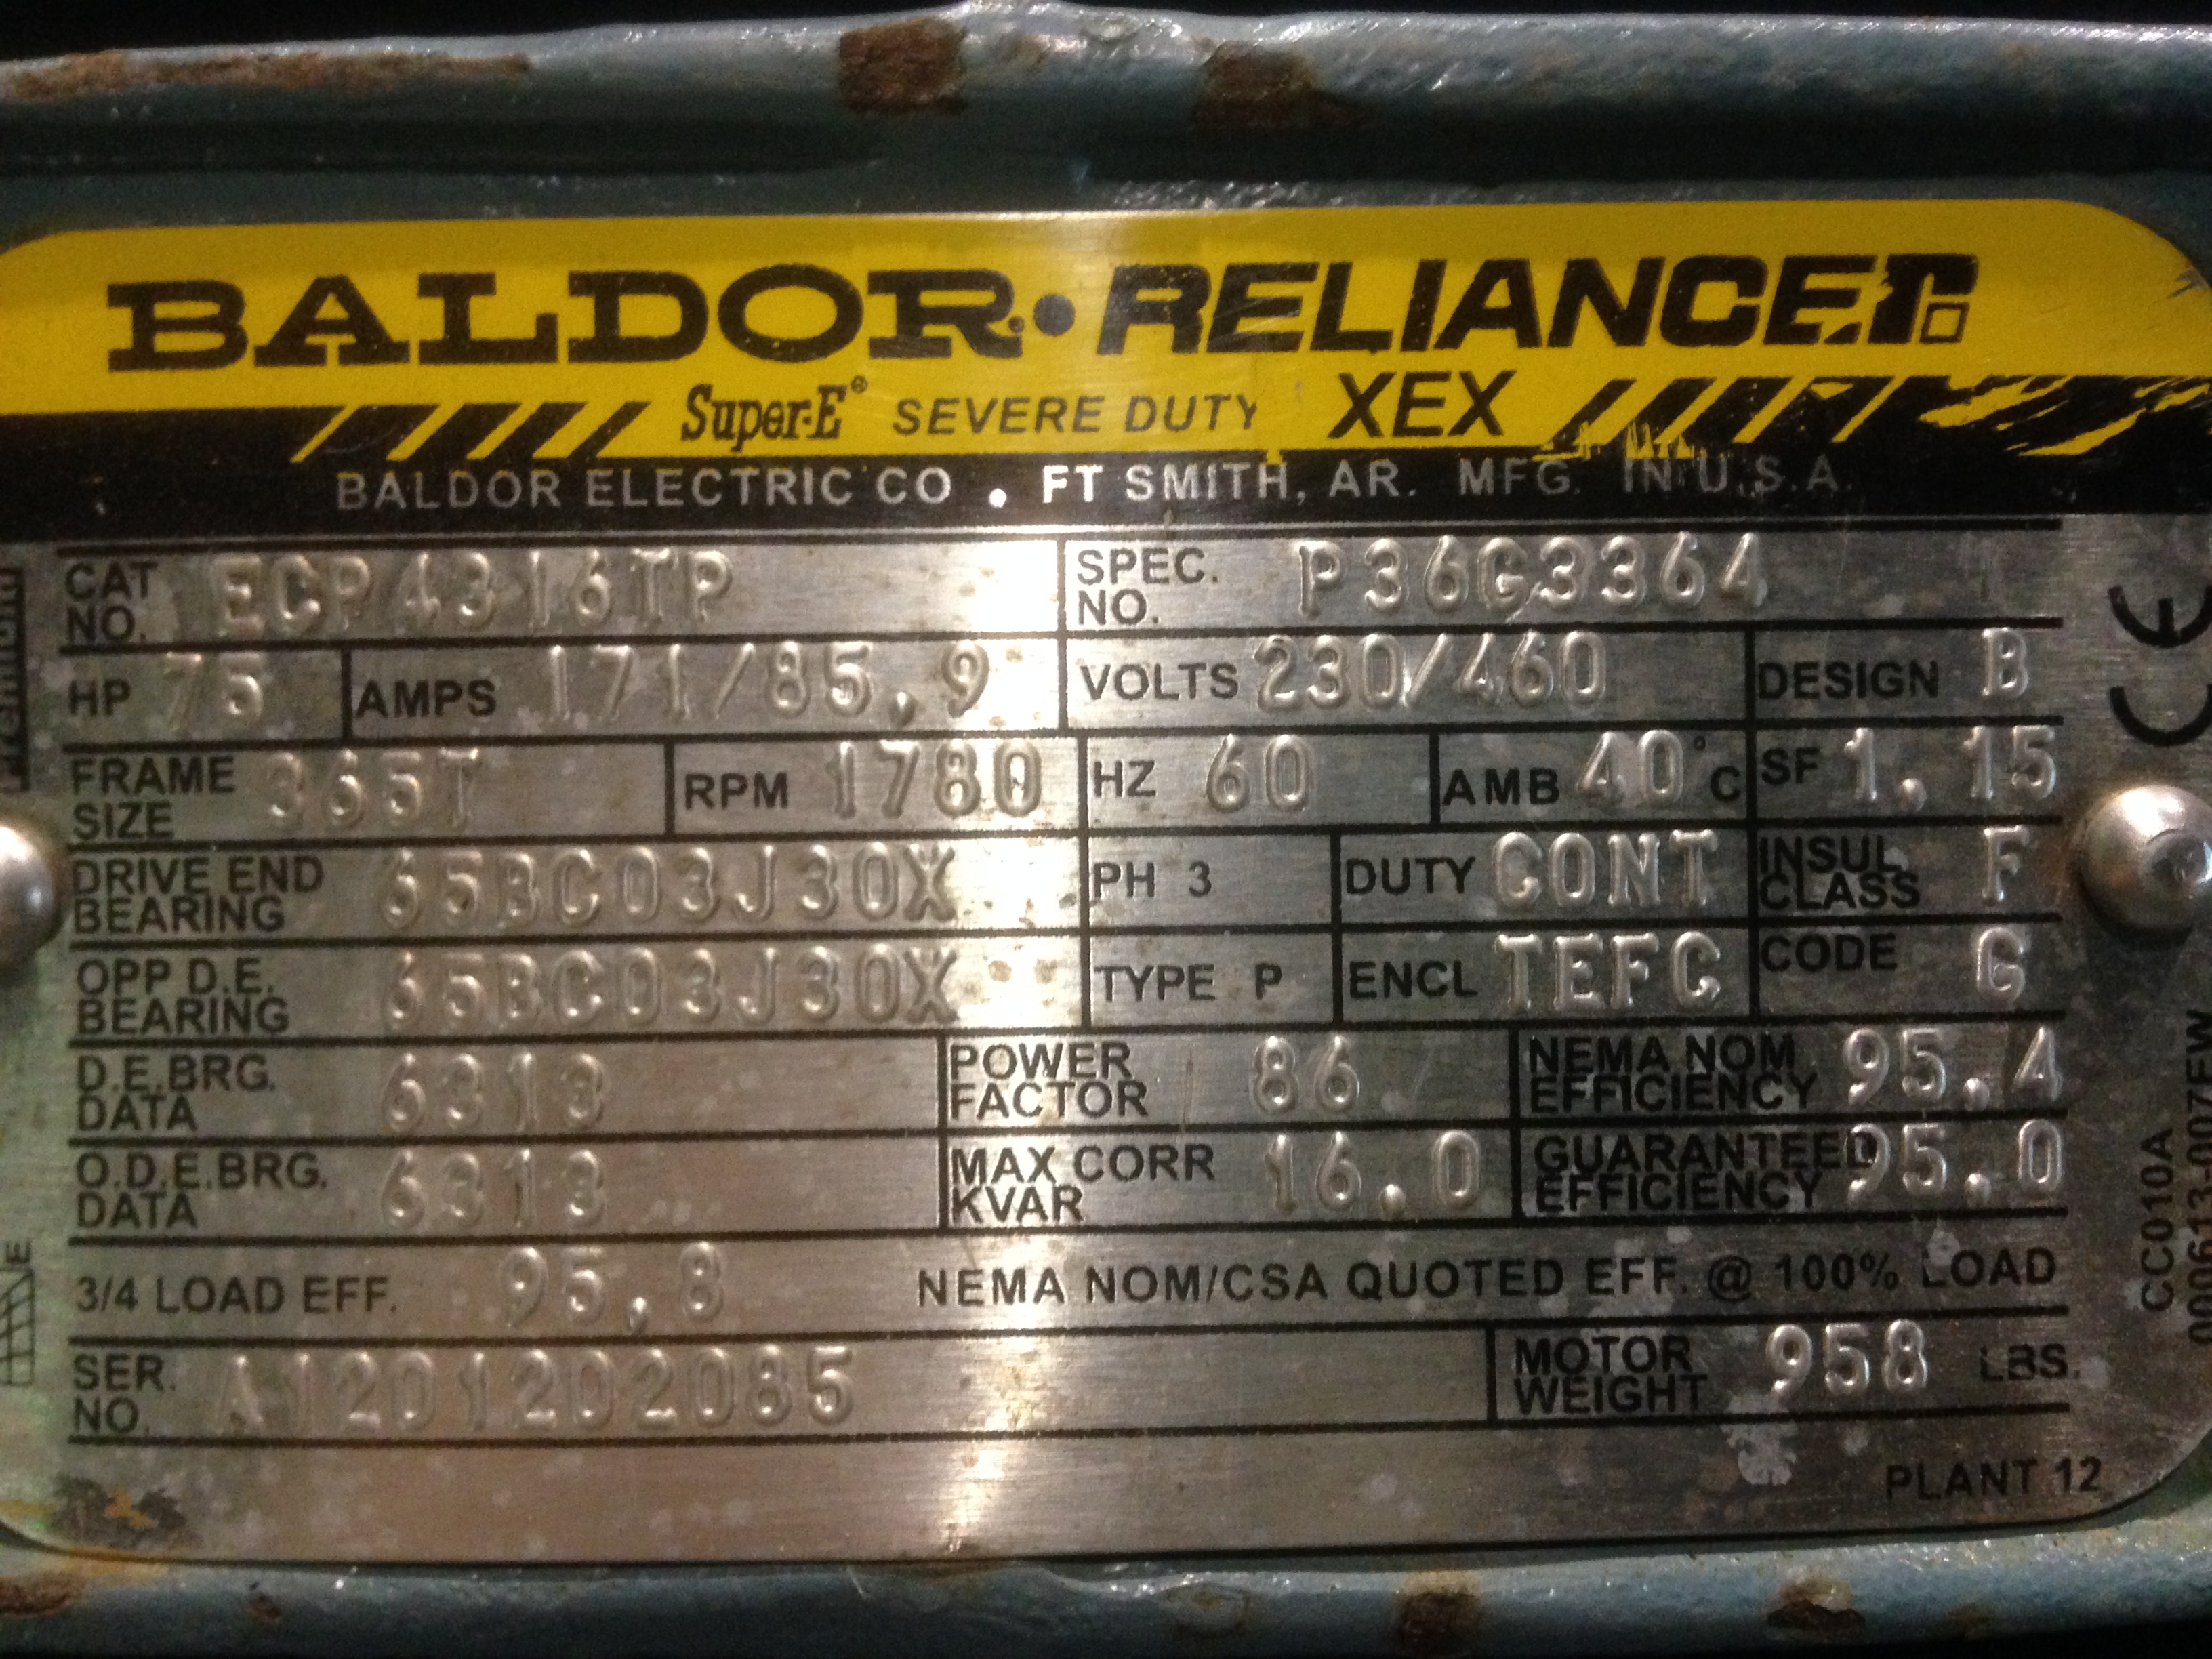 BALDOR • RELIANCE
Super-E® SEVERE DUTY XEX
BALDOR ELECTRIC CO . FT SMITH, AR. MFG. IN U.S.A.
CAT NO. ECP4316TP SPEC. NO. P36G3364
HP 75 AMPS 171/85.9 VOLTS 230/460 DESIGN B
FRAME SIZE 365T RPM 1780 HZ 60 AMB 40°C SF 1.15
DRIVE END BEARING 65BC03J30X PH 3 DUTY CONT INSUL CLASS F
OPP D.E. BEARING 65BC03J30X TYPE P ENCL TEFC CODE G
D.E.BRG. DATA 6313 POWER FACTOR 86 NEMA NOM EFFICIENCY 95.4
O.D.E.BRG. DATA 6313 MAX CORR KVAR 16.0 GUARANTEED EFFICIENCY 95.0
3/4 LOAD EFF. 95.8 NEMA NOM/CSA QUOTED EFF. @ 100% LOAD
SER. NO. A1201202085 MOTOR WEIGHT 958 LBS.
PLANT 12
CE
CC010A